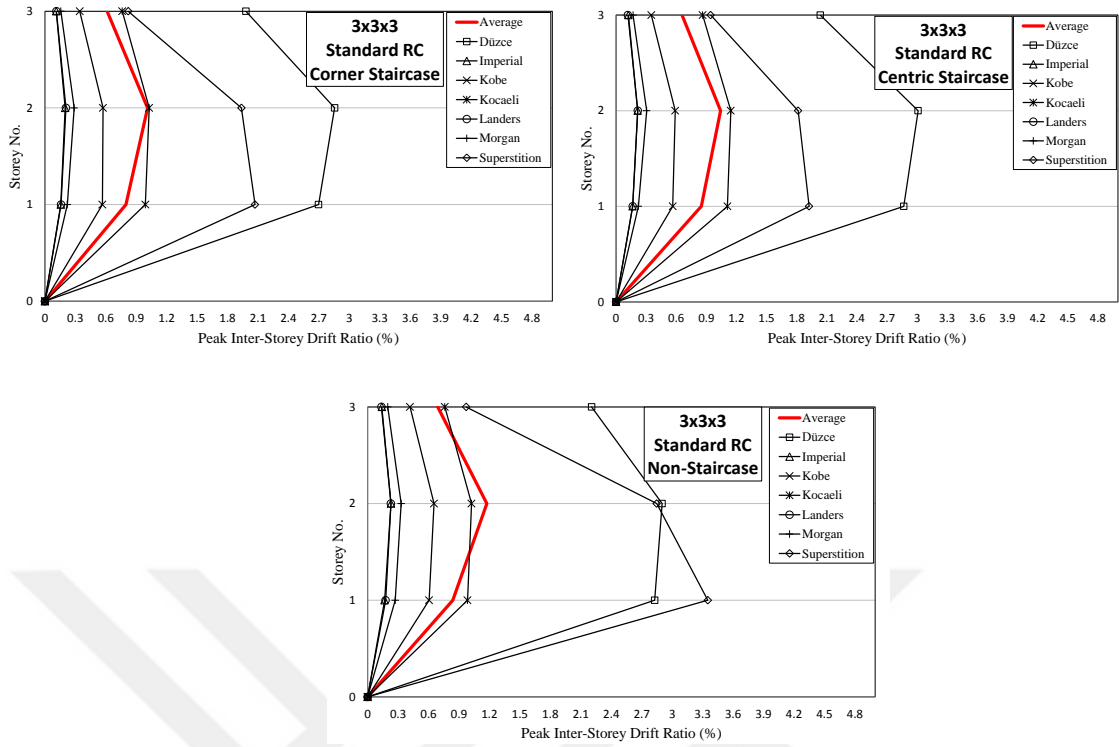 3x3x3
Standard RC
Corner Staircase
Average
Düzce
Imperial
Kobe
Kocaeli
Landers
Morgan
Superstition
3
2
1
0
Storey No.
0 0.3 0.6 0.9 1.2 1.5 1.8 2.1 2.4 2.7 3 3.3 3.6 3.9 4.2 4.5 4.8
Peak Inter-Storey Drift Ratio (%)
3x3x3
Standard RC
Centric Staircase
Average
Düzce
Imperial
Kobe
Kocaeli
Landers
Morgan
Superstition
3
2
1
0
Storey No.
0 0.3 0.6 0.9 1.2 1.5 1.8 2.1 2.4 2.7 3 3.3 3.6 3.9 4.2 4.5 4.8
Peak Inter-Storey Drift Ratio (%)
3x3x3
Standard RC
Non-Staircase
Average
Düzce
Imperial
Kobe
Kocaeli
Landers
Morgan
Superstition
3
2
1
0
Storey No.
0 0.3 0.6 0.9 1.2 1.5 1.8 2.1 2.4 2.7 3 3.3 3.6 3.9 4.2 4.5 4.8
Peak Inter-Storey Drift Ratio (%)